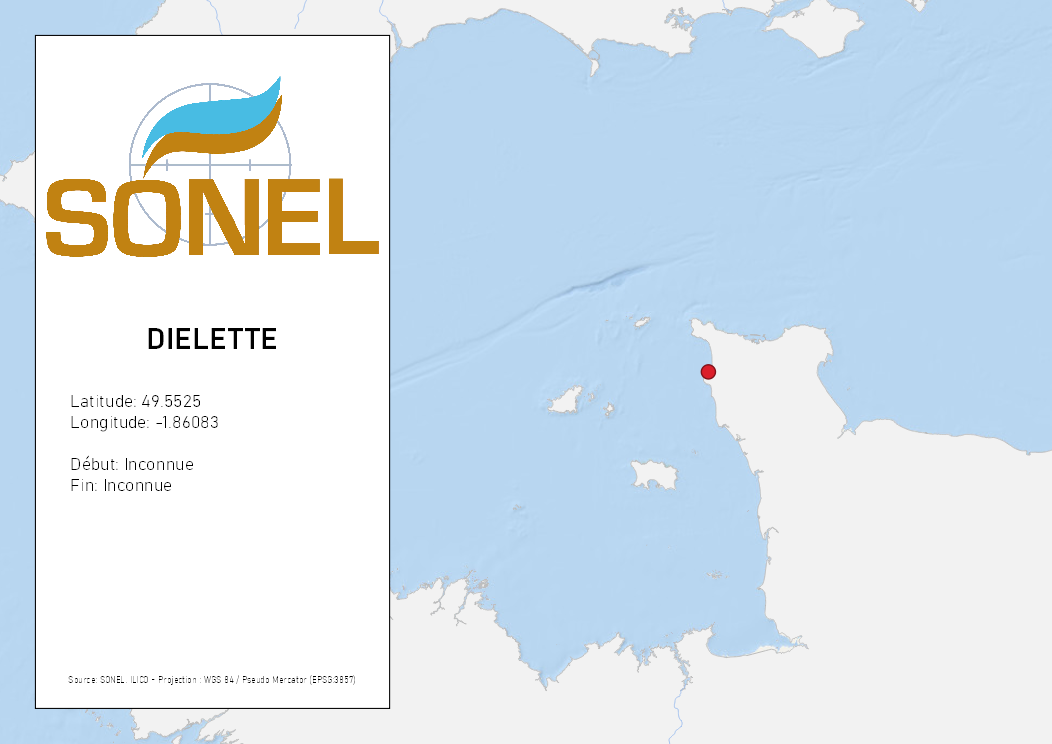 SONEL
DIELETTE
Latitude: 49.5525
Longitude: -1.86083
Début: Inconnue
Fin: Inconnue
Source: SONEL, ILICO - Projection : WGS 84 / Pseudo Mercator (EPSG:3857)